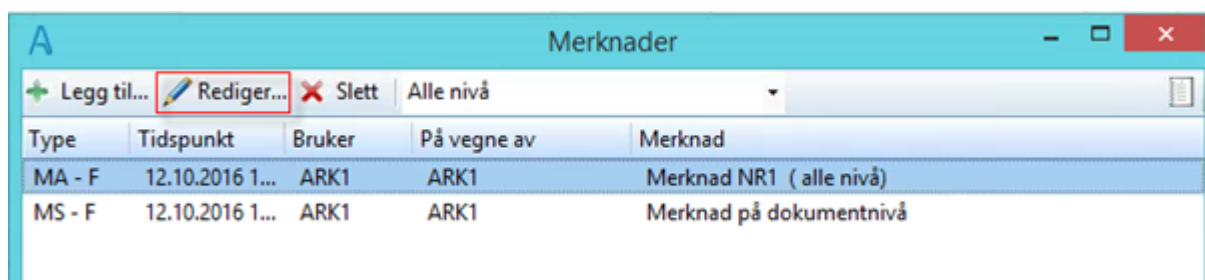 Merknader
Legg til... Rediger... Slett Alle nivå
Type Tidspunkt Bruker På vegne av Merknad
MA - F 12.10.2016 1... ARK1 ARK1 Merknad NR1 ( alle nivå)
MS - F 12.10.2016 1... ARK1 ARK1 Merknad på dokumentnivå